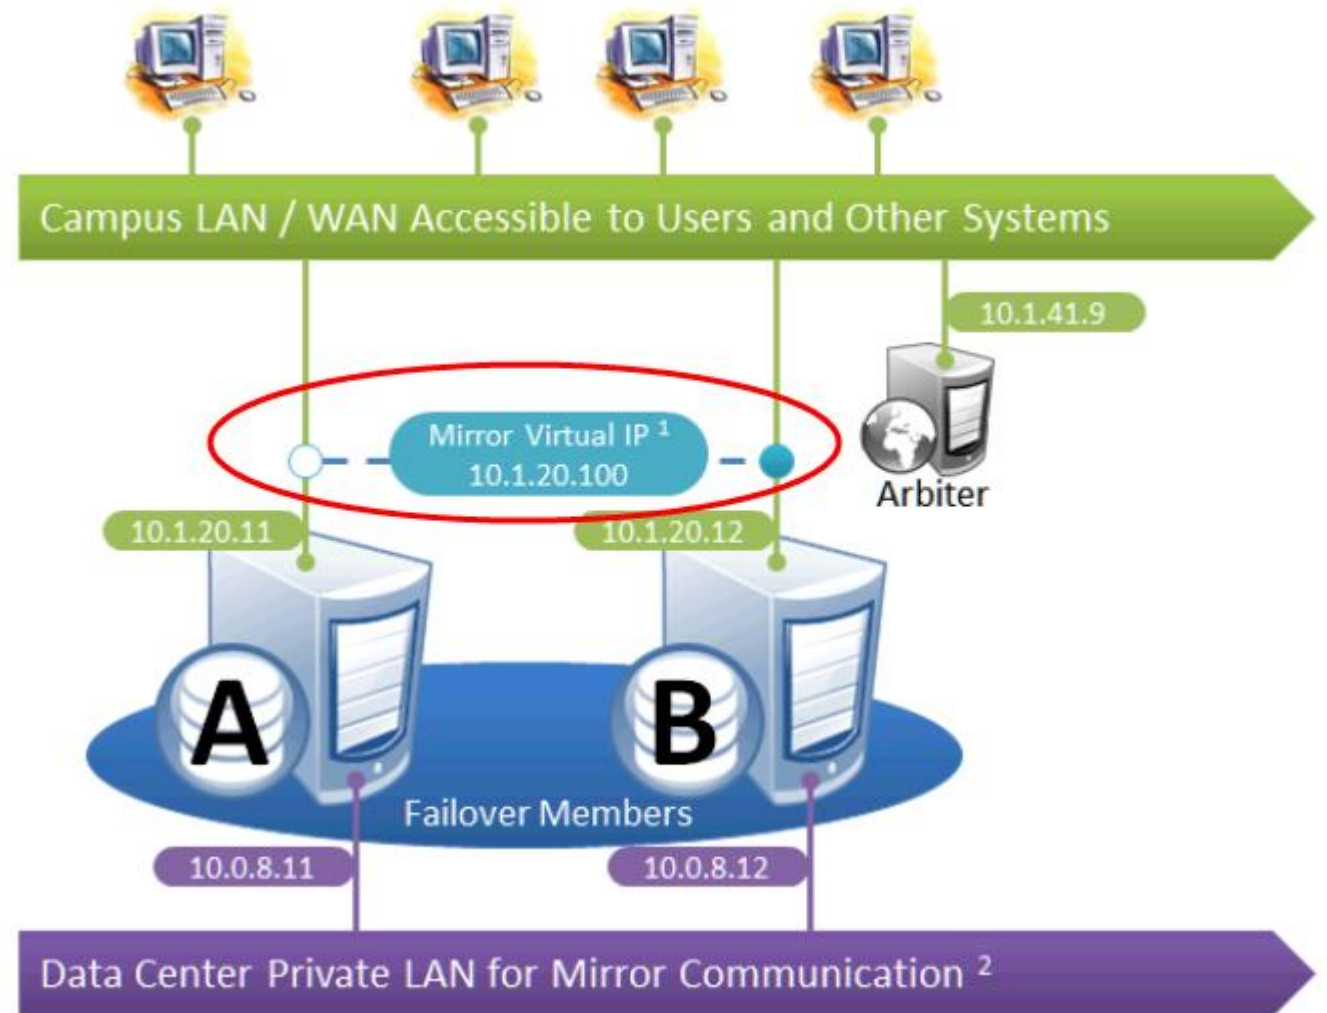 Campus LAN / WAN Accessible to Users and Other Systems
10.1.41.9
Mirror Virtual IP 1
10.1.20.100
Arbiter
10.1.20.11
10.1.20.12
A
B
Failover Members
10.0.8.11
10.0.8.12
Data Center Private LAN for Mirror Communication 2